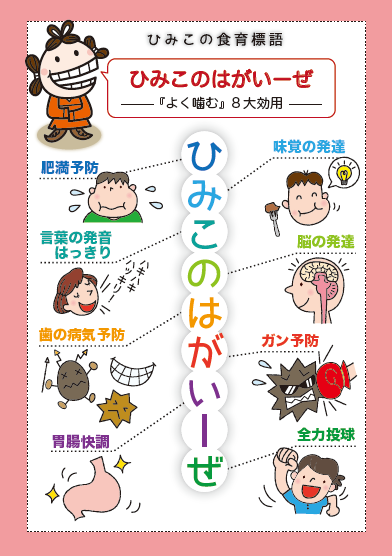 ひみこの食育標語
ひみこのはがいーぜ
『よく噛む』8大効用
ひみこのはがいーぜ
肥満予防
味覚の発達
言葉の発音
はっきり
ハキハキ
ハッキリ
脳の発達
歯の病気予防
ガン予防
胃腸快調
全力投球